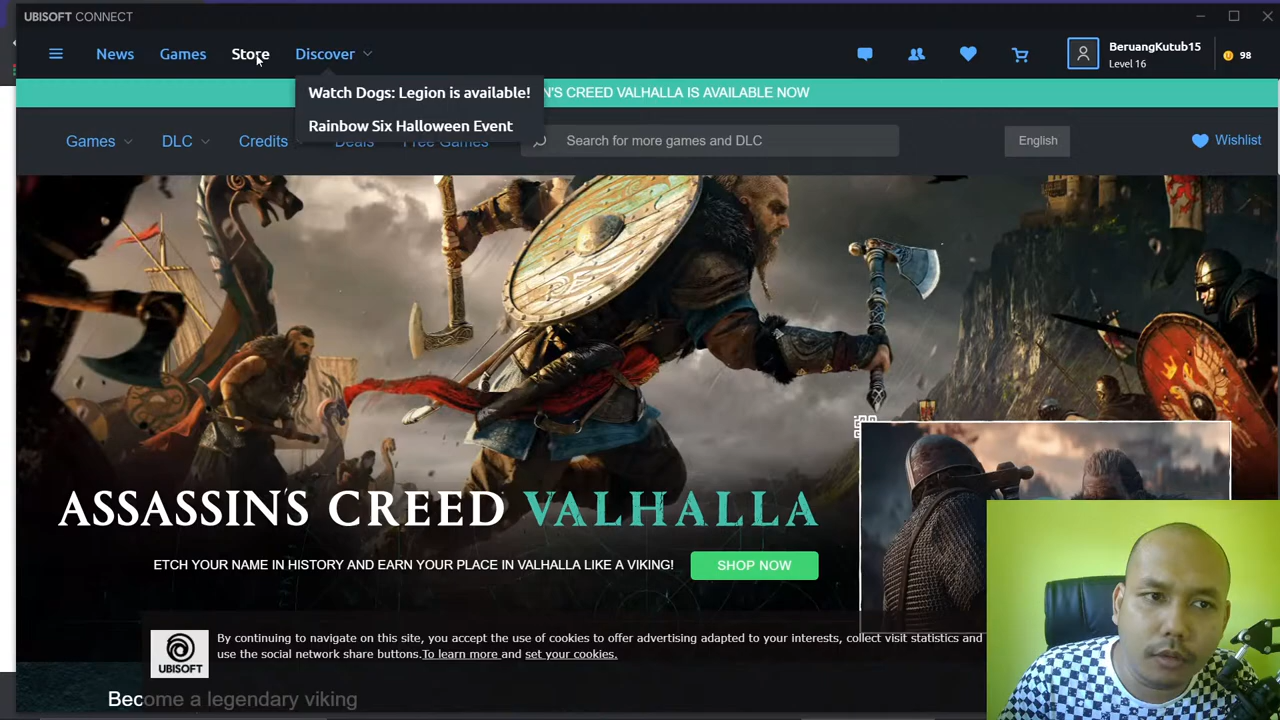 UBISOFT CONNECT
News Games Store Discover
BeruangKutub15
Level 16
98
Watch Dogs: Legion is available!
Rainbow Six Halloween Event
N'S CREED VALHALLA IS AVAILABLE NOW
Games DLC Credits Deals Free Games
Search for more games and DLC
English
Wishlist
ASSASSIN'S CREED VALHALLA
ETCH YOUR NAME IN HISTORY AND EARN YOUR PLACE IN VALHALLA LIKE A VIKING!
SHOP NOW
UBISOFT
By continuing to navigate on this site, you accept the use of cookies to offer advertising adapted to your interests, collect visit statistics and
use the social network share buttons.To learn more and set your cookies.
Become a legendary viking